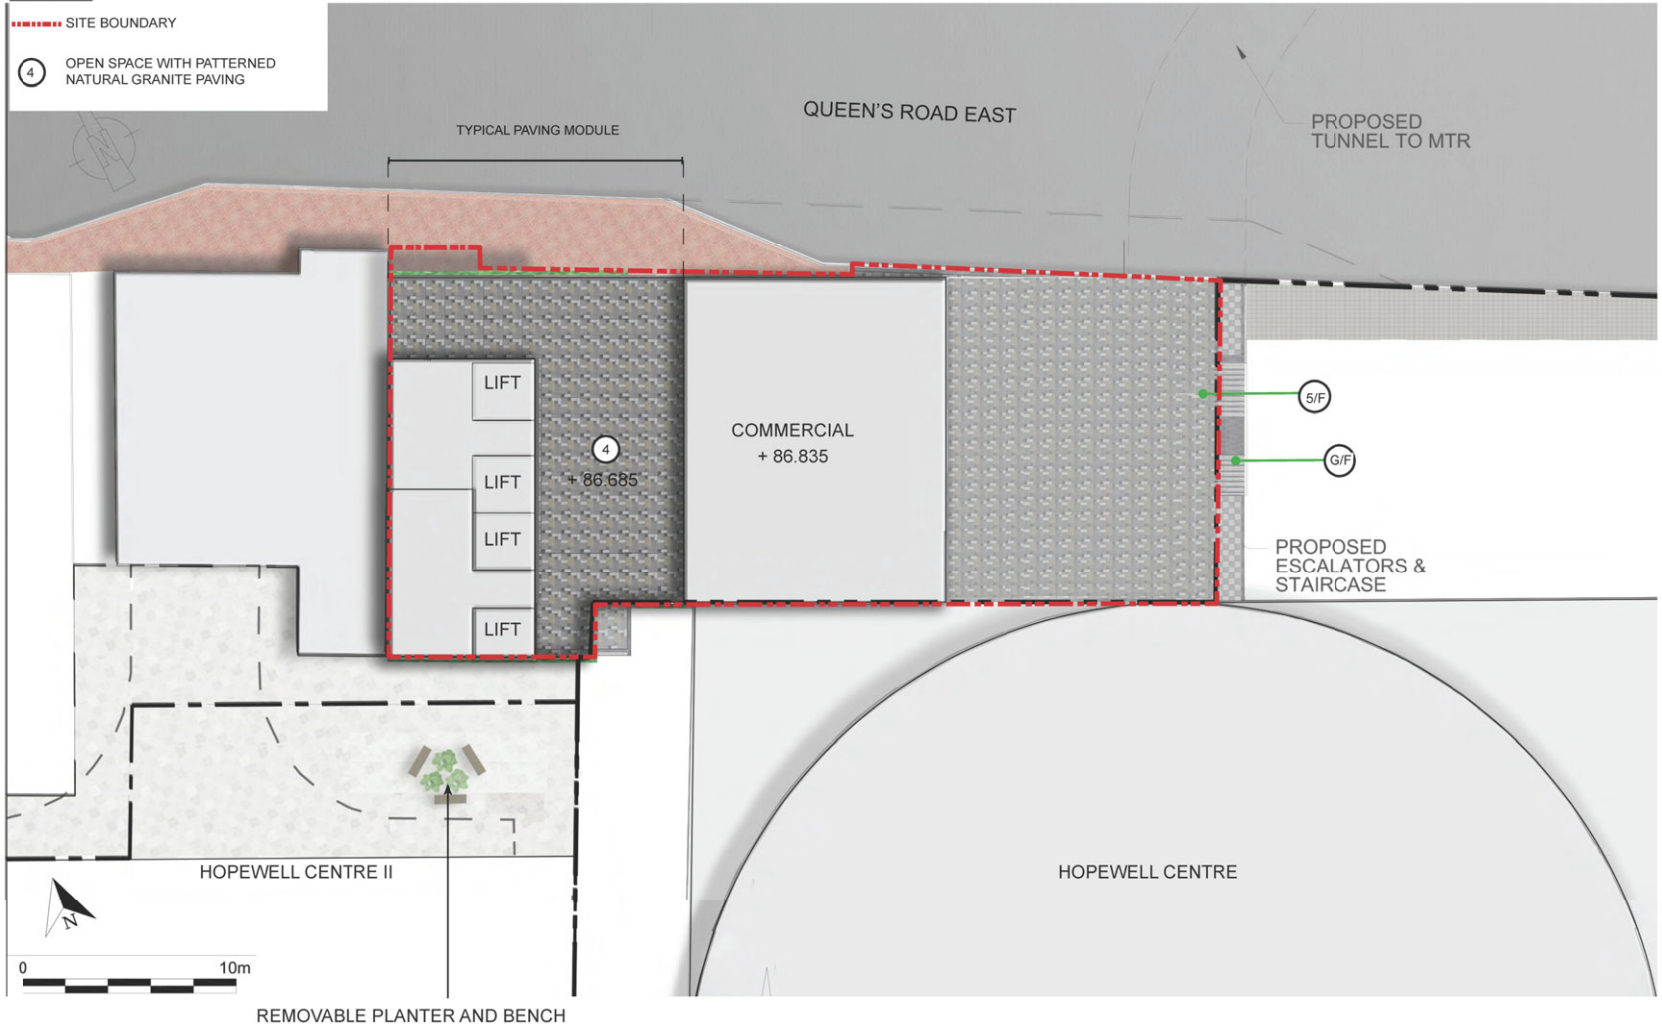 SITE BOUNDARY
4
OPEN SPACE WITH PATTERNED
NATURAL GRANITE PAVING
N
TYPICAL PAVING MODULE
QUEEN'S ROAD EAST
PROPOSED
TUNNEL TO MTR
LIFT
LIFT
LIFT
LIFT
4
+ 86.685
COMMERCIAL
+ 86.835
5/F
G/F
PROPOSED
ESCALATORS &
STAIRCASE
HOPEWELL CENTRE II
HOPEWELL CENTRE
N
0
10m
REMOVABLE PLANTER AND BENCH